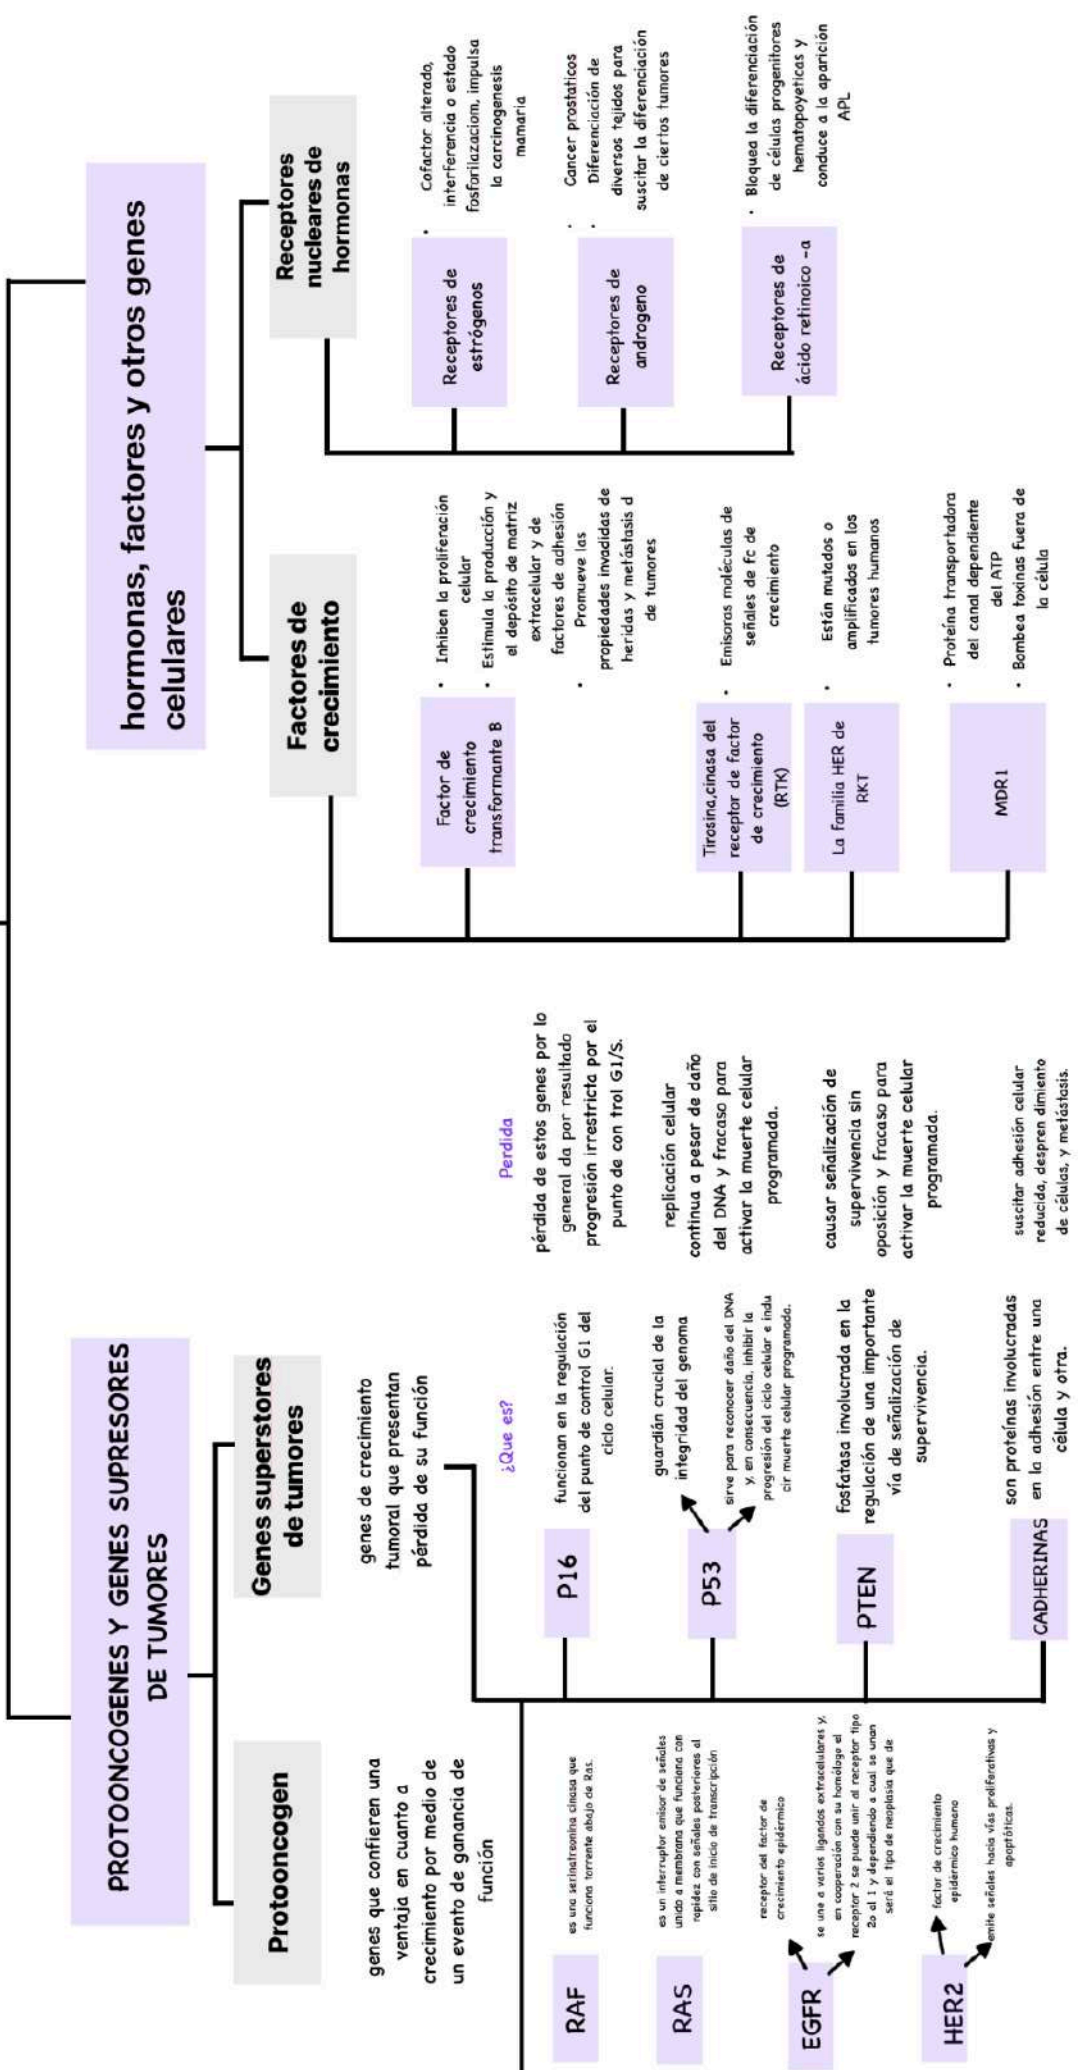 PROTOONCOGENES Y GENES SUPRESORES
DE TUMORES
Protooncogen
genes que confieren una
ventaja en cuanto a
crecimiento por medio de
un evento de ganancia de
función
RAF
es una serinatreonina cinasa que
funciona torrente abajo de Ras.
RAS
es un interruptor emisor de señales
unido a membrana que funciona con
rapidez con señales posteriores al
sitio de inicio de transcripción
EGFR
receptor del factor de
crecimiento epidérmico
se une a varios ligandos extracelulares y,
en cooperación con su homólogo el
receptor 2 se puede unir al receptor tipo
2o el 1 y dependiendo a cual se unan
será el tipo de neoplasia que de
HER2
factor de crecimiento
epidérmico humano
emite señales hacia vías proliferativas y
apoptóticas.
Genes superstores
de tumores
genes de crecimiento
tumoral que presentan
pérdida de su función
¿Que es?
Perdida
P16
funcionan en la regulación
del punto de control G1 del
ciclo celular.
pérdida de estos genes por lo
general da por resultado
progresión irrestricta por el
punto de con trol G1/S.
P53
guardián crucial de la
integridad del genoma
sirve para reconocer daño del DNA
y, en consecuencia, inhibir la
progresión del ciclo celular e indu
cir muerte celular programada.
replicación celular
continua a pesar de daño
del DNA y fracaso para
activar la muerte celular
programada.
PTEN
fosfatasa involucrada en la
regulación de una importante
vía de señalización de
supervivencia.
causar señalización de
supervivencia sin
oposición y fracaso para
activar la muerte celular
programada.
CADHERINAS
son proteínas involucradas
en la adhesión entre una
célula y otra.
suscitar adhesión celular
reducida, despren dimiento
de células, y metástasis.
hormonas, factores y otros genes
celulares
Factores de
crecimiento
Factor de
crecimiento
transformante B
• Inhiben la proliferación
celular
• Estimula la producción y
el depósito de matriz
extracelular y de
factores de adhesión
• Promueve las
propiedades invadidas de
heridas y metástasis d
de tumores
Tirosina,cinasa del
receptor de factor
de crecimiento
(RTK)
• Emisoras moléculas de
señales de fc de
crecimiento
La familia HER de
RKT
• Están mutados o
amplificados en los
tumores humanos
MDR1
• Proteína transportadora
del canal dependiente
del ATP
• Bombea toxinas fuera de
la célula
Receptores
nucleares de
hormonas
Receptores de
estrógenos
• Cofactor alterado,
interferencia o estado
fosforilazaciom, impulsa
la carcinogenesis
mamaria
Receptores de
androgeno
• Cancer prostaticos
• Diferenciación de
diversos tejidos para
suscitar la diferenciación
de ciertos tumores
Receptores de
ácido retinoico -a
• Bloquea la diferenciación
de células progenitores
hematopoyeticas y
conduce a la aparición
APL